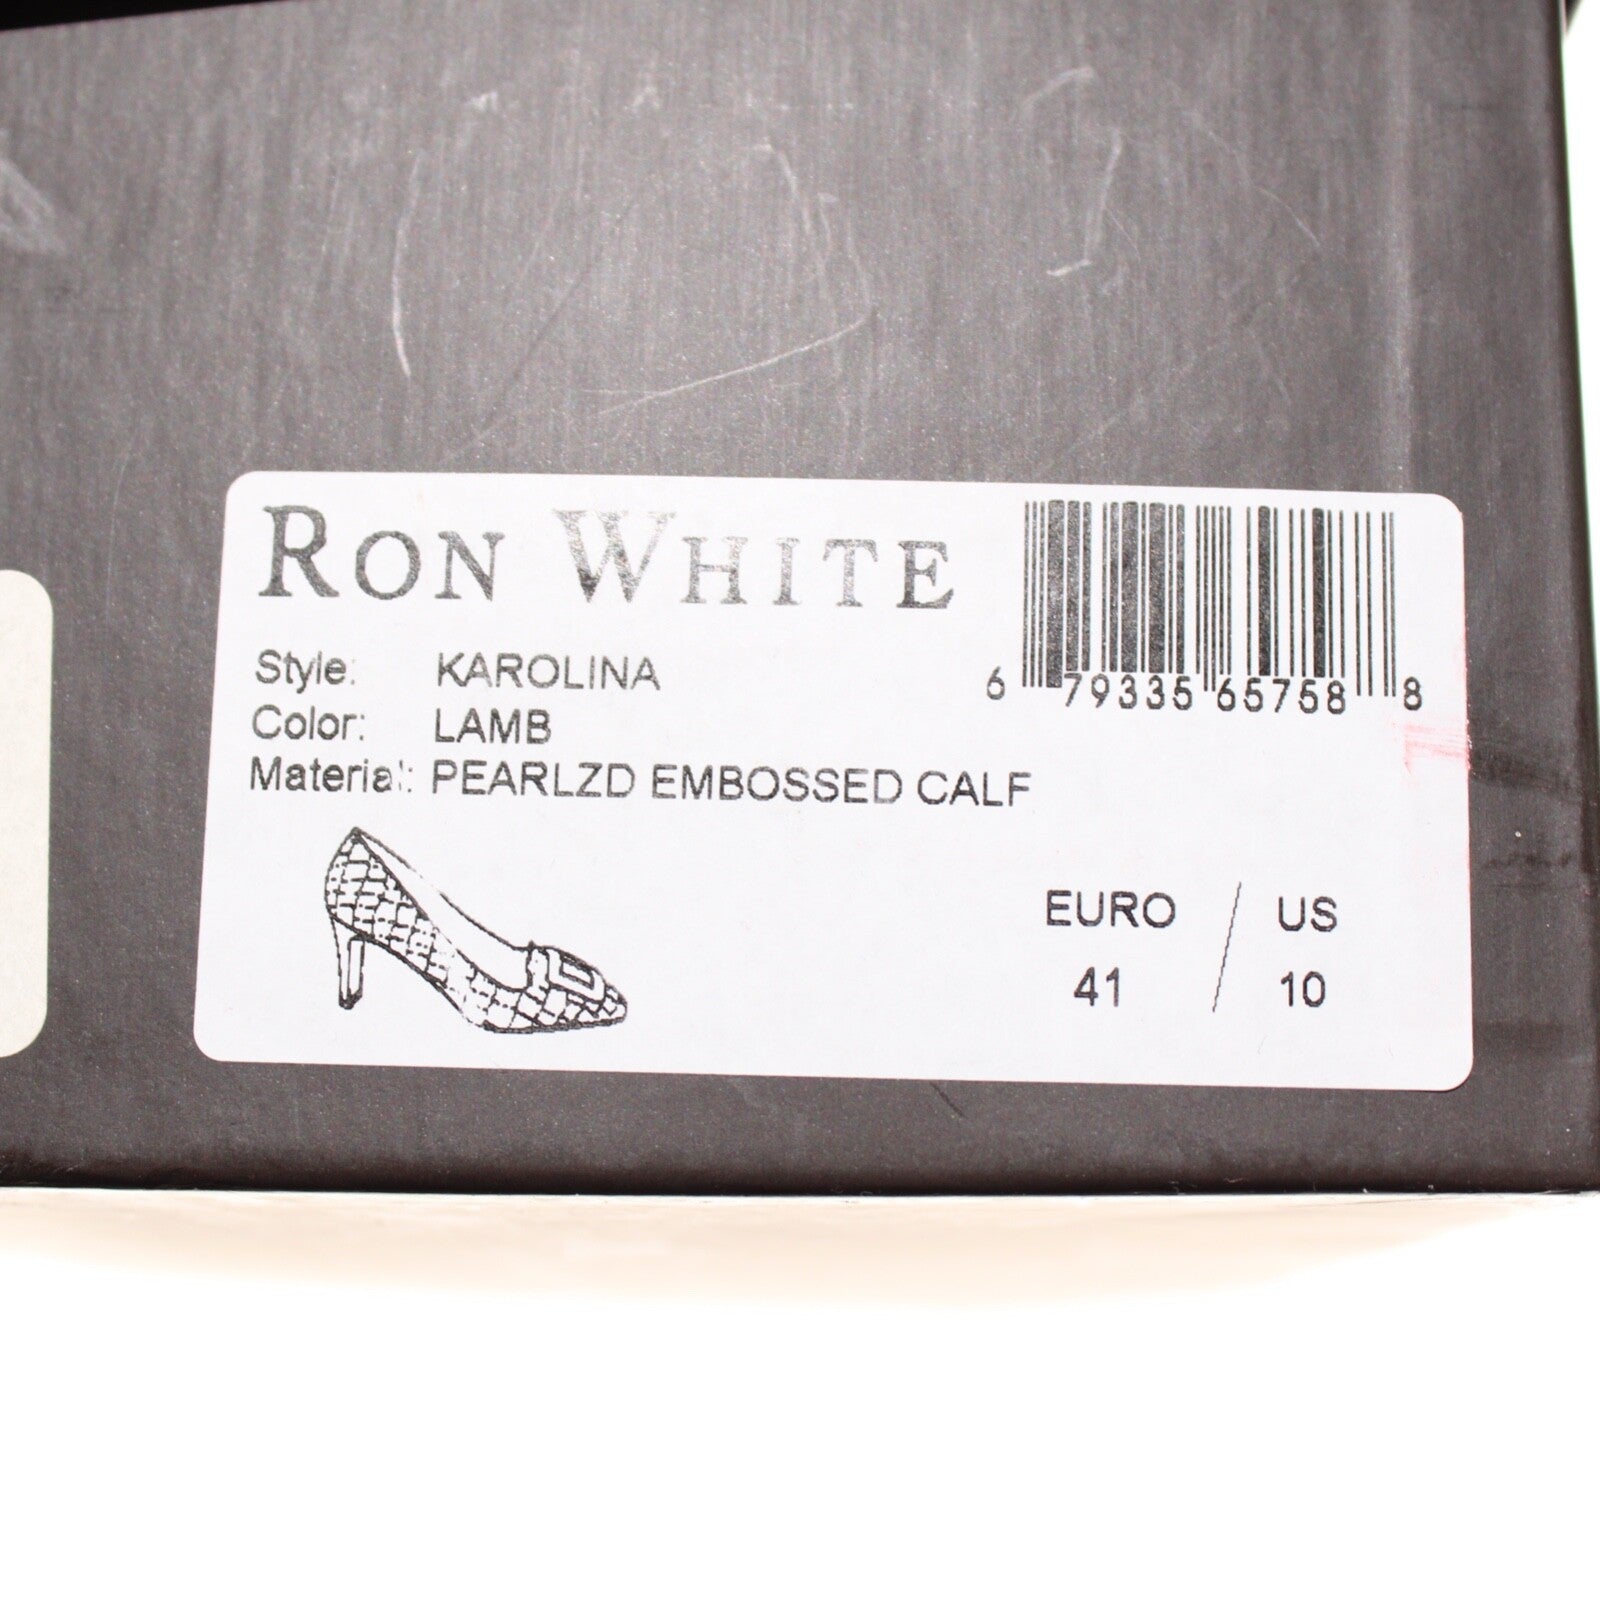 RON WHITE
6 79335 65758 8
Style: KAROLINA
Color: LAMB
Material: PEARLZD EMBOSSED CALF
EURO / US
41 10